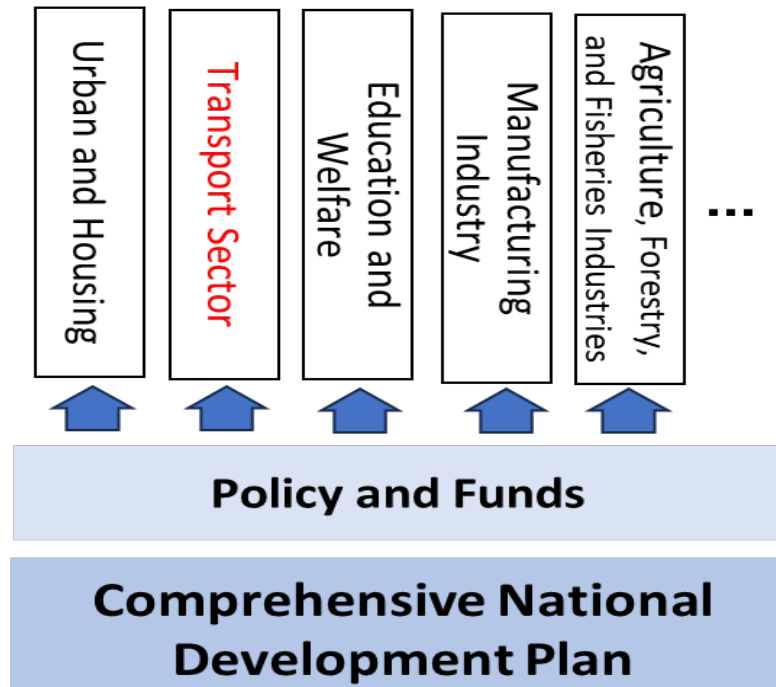 Urban and Housing
Transport Sector
Education and
Welfare
Manufacturing
Industry
Agriculture, Forestry,
and Fisheries Industries
...
Policy and Funds
Comprehensive National
Development Plan